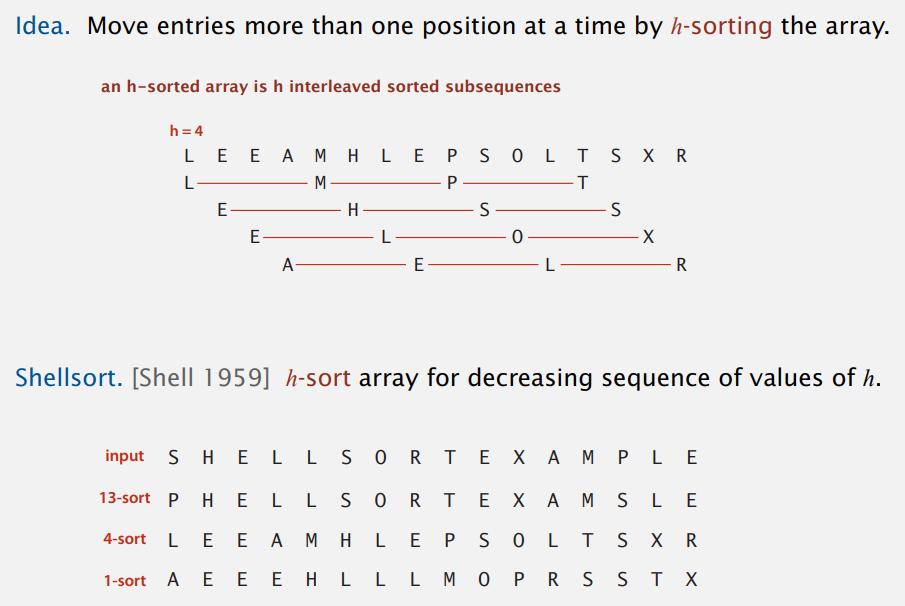 Idea. Move entries more than one position at a time by h-sorting the array.
an h-sorted array is h interleaved sorted subsequences
h = 4
L E E A M H L E P S O L T S X R
L M P T
E H S S
E L O X
A E L R
Shellsort. [Shell 1959] h-sort array for decreasing sequence of values of h.
input S H E L L S O R T E X A M P L E
13-sort P H E L L S O R T E X A M S L E
4-sort L E E A M H L E P S O L T S X R
1-sort A E E E H L L L M O P R S S T X